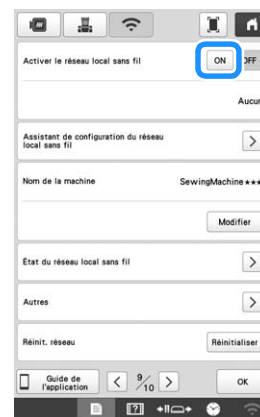 Activer le réseau local sans fil
ON
OFF
Aucun
Assistant de configuration du réseau
local sans fil
Nom de la machine
SewingMachine★★★
Modifier
État du réseau local sans fil
Autres
Réinit. réseau
Réinitialiser
Guide de
l'application
9/10
OK